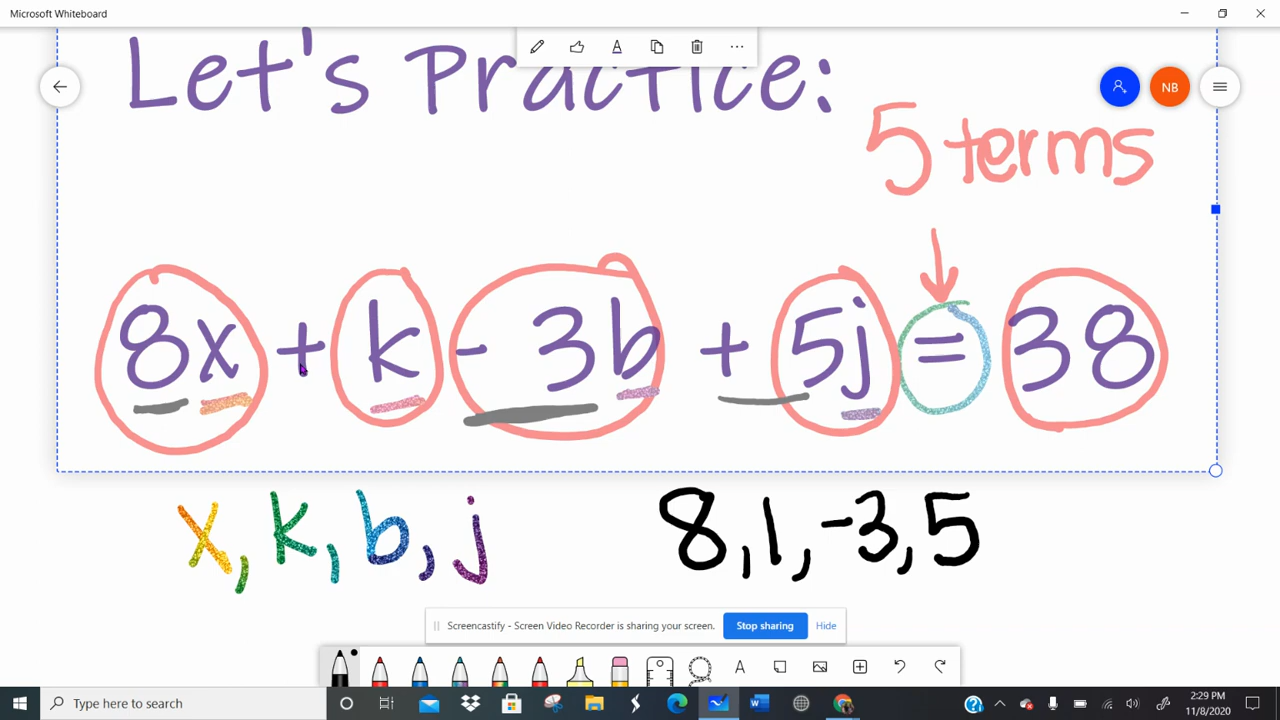 Microsoft Whiteboard
Let's Practice:
NB
5 terms
8x + k - 3b + 5j = 38
x, k, b, j
8, 1, -3, 5
Screencastify - Screen Video Recorder is sharing your screen.
Stop sharing
Hide
Type here to search
2:29 PM
11/8/2020